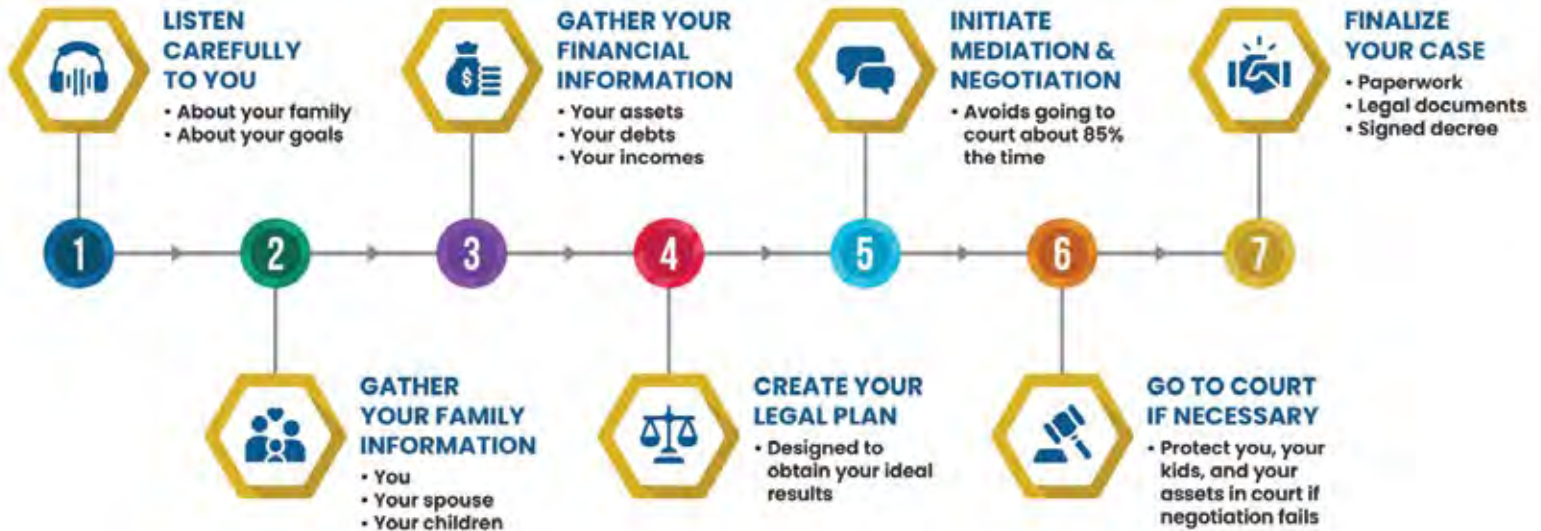 LISTEN
CAREFULLY
TO YOU
• About your family
• About your goals
GATHER YOUR
FINANCIAL
INFORMATION
• Your assets
• Your debts
• Your incomes
INITIATE
MEDIATION &
NEGOTIATION
• Avoids going to
court about 85%
the time
FINALIZE
YOUR CASE
• Paperwork
• Legal documents
• Signed decree
1
2
3
4
5
6
7
GATHER
YOUR FAMILY
INFORMATION
• You
• Your spouse
• Your children
CREATE YOUR
LEGAL PLAN
• Designed to
obtain your ideal
results
GO TO COURT
IF NECESSARY
• Protect you, your
kids, and your
assets in court if
negotiation fails
$